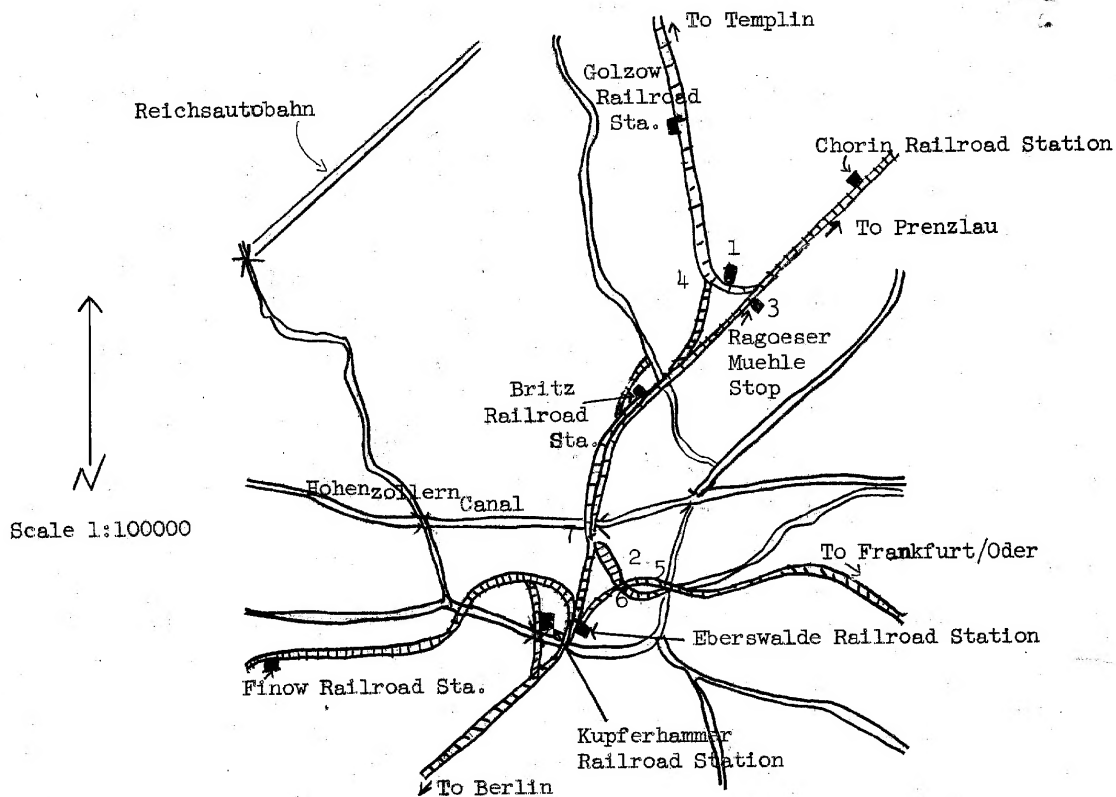 To Templin
Golzow
Railroad
Sta.
Reichsautobahn
Chorin Railroad Station
To Prenzlau
1
4
3
Ragoeser
Muehle
Stop
Britz
Railroad
Sta.
N
Hohenzollern Canal
Scale 1:100000
7
2
5
To Frankfurt/Oder
6
Eberswalde Railroad Station
Finow Railroad Sta.
Kupferhammer
Railroad Station
To Berlin